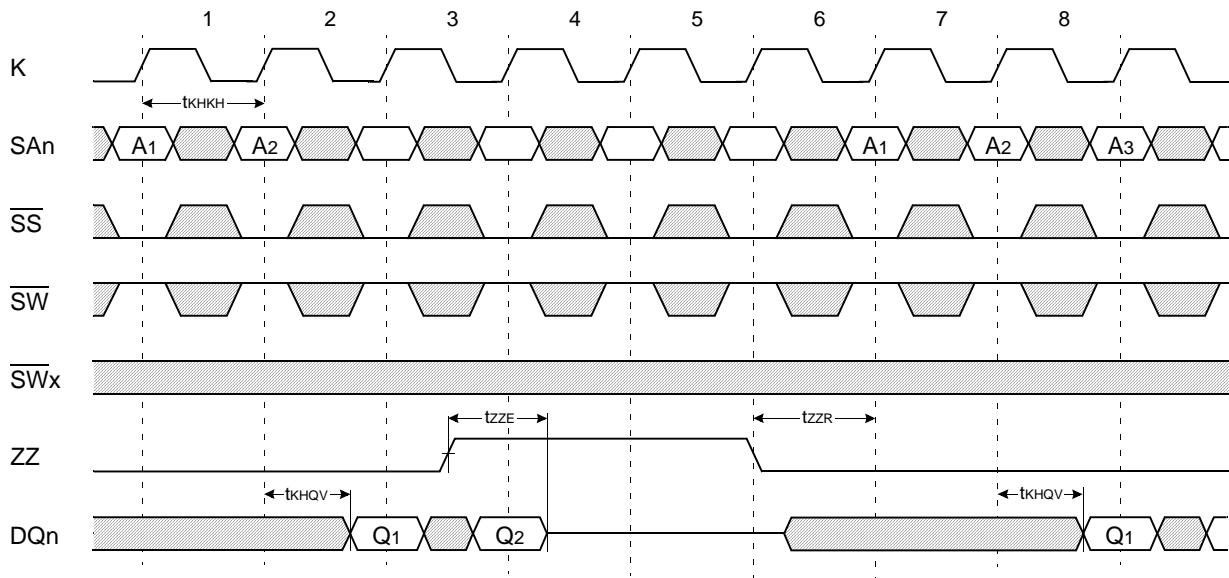 1 2 3 4 5 6 7 8
K
tKHKH
SAn A1 A2 A1 A2 A3
SS
SW
SWx
tZZE tZZR
ZZ
tKHQV tKHQV
DQn Q1 Q2 Q1